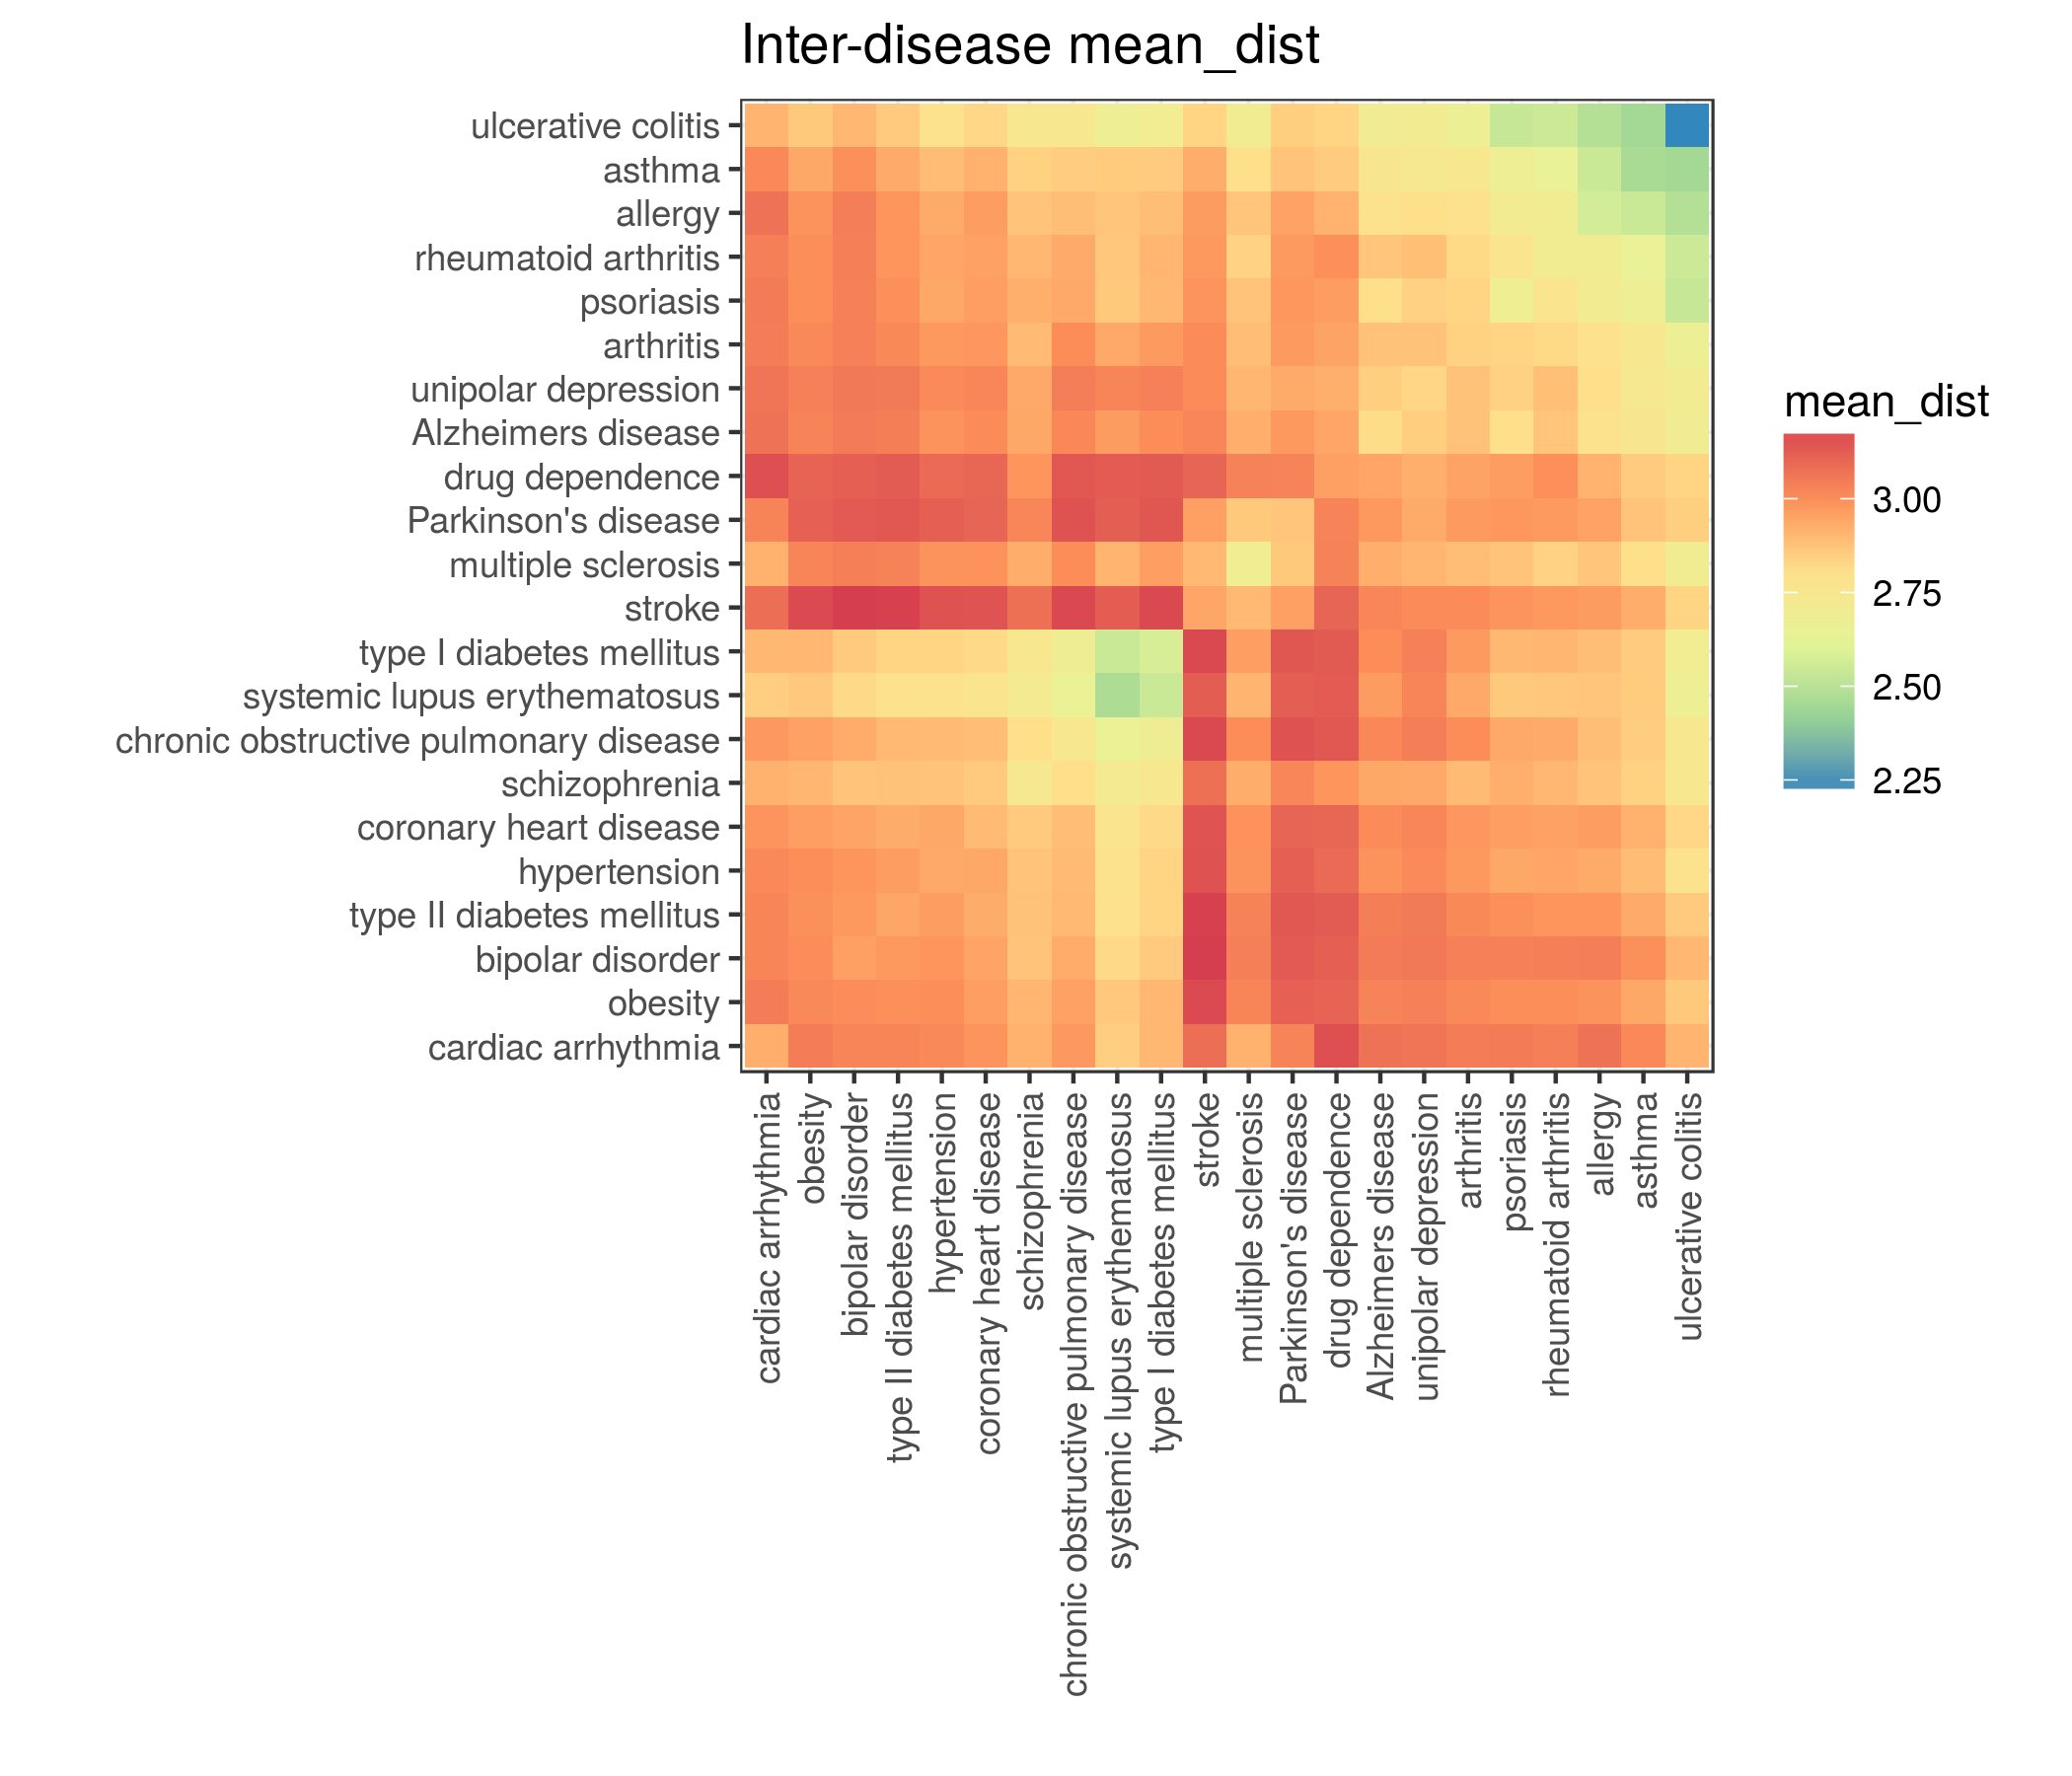 Inter-disease mean_dist
ulcerative colitis
asthma
allergy
rheumatoid arthritis
psoriasis
arthritis
unipolar depression
Alzheimers disease
drug dependence
Parkinson's disease
multiple sclerosis
stroke
type I diabetes mellitus
systemic lupus erythematosus
chronic obstructive pulmonary disease
schizophrenia
coronary heart disease
hypertension
type II diabetes mellitus
bipolar disorder
obesity
cardiac arrhythmia
cardiac arrhythmia
obesity
bipolar disorder
type II diabetes mellitus
hypertension
coronary heart disease
schizophrenia
chronic obstructive pulmonary disease
systemic lupus erythematosus
type I diabetes mellitus
stroke
multiple sclerosis
Parkinson's disease
drug dependence
Alzheimers disease
unipolar depression
arthritis
psoriasis
rheumatoid arthritis
allergy
asthma
ulcerative colitis
mean_dist
3.00
2.75
2.50
2.25